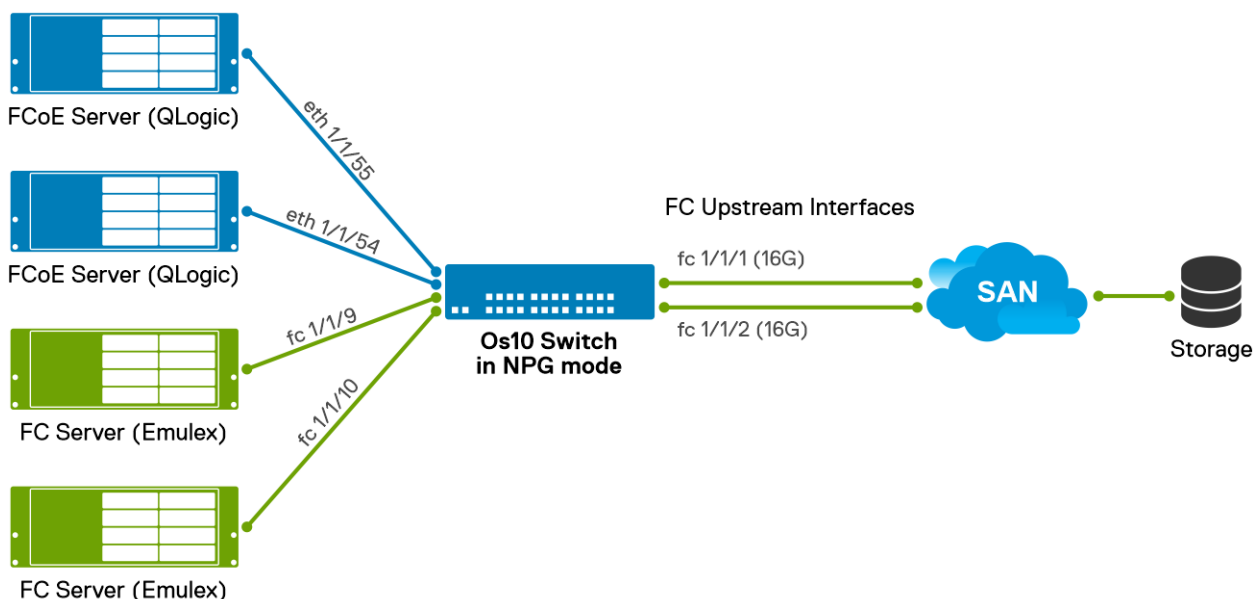 FCoE Server (QLogic)
eth 1/1/55
FCoE Server (QLogic)
eth 1/1/54
FC Server (Emulex)
fc 1/1/9
FC Server (Emulex)
fc 1/1/10
Os10 Switch
in NPG mode
FC Upstream Interfaces
fc 1/1/1 (16G)
fc 1/1/2 (16G)
SAN
Storage